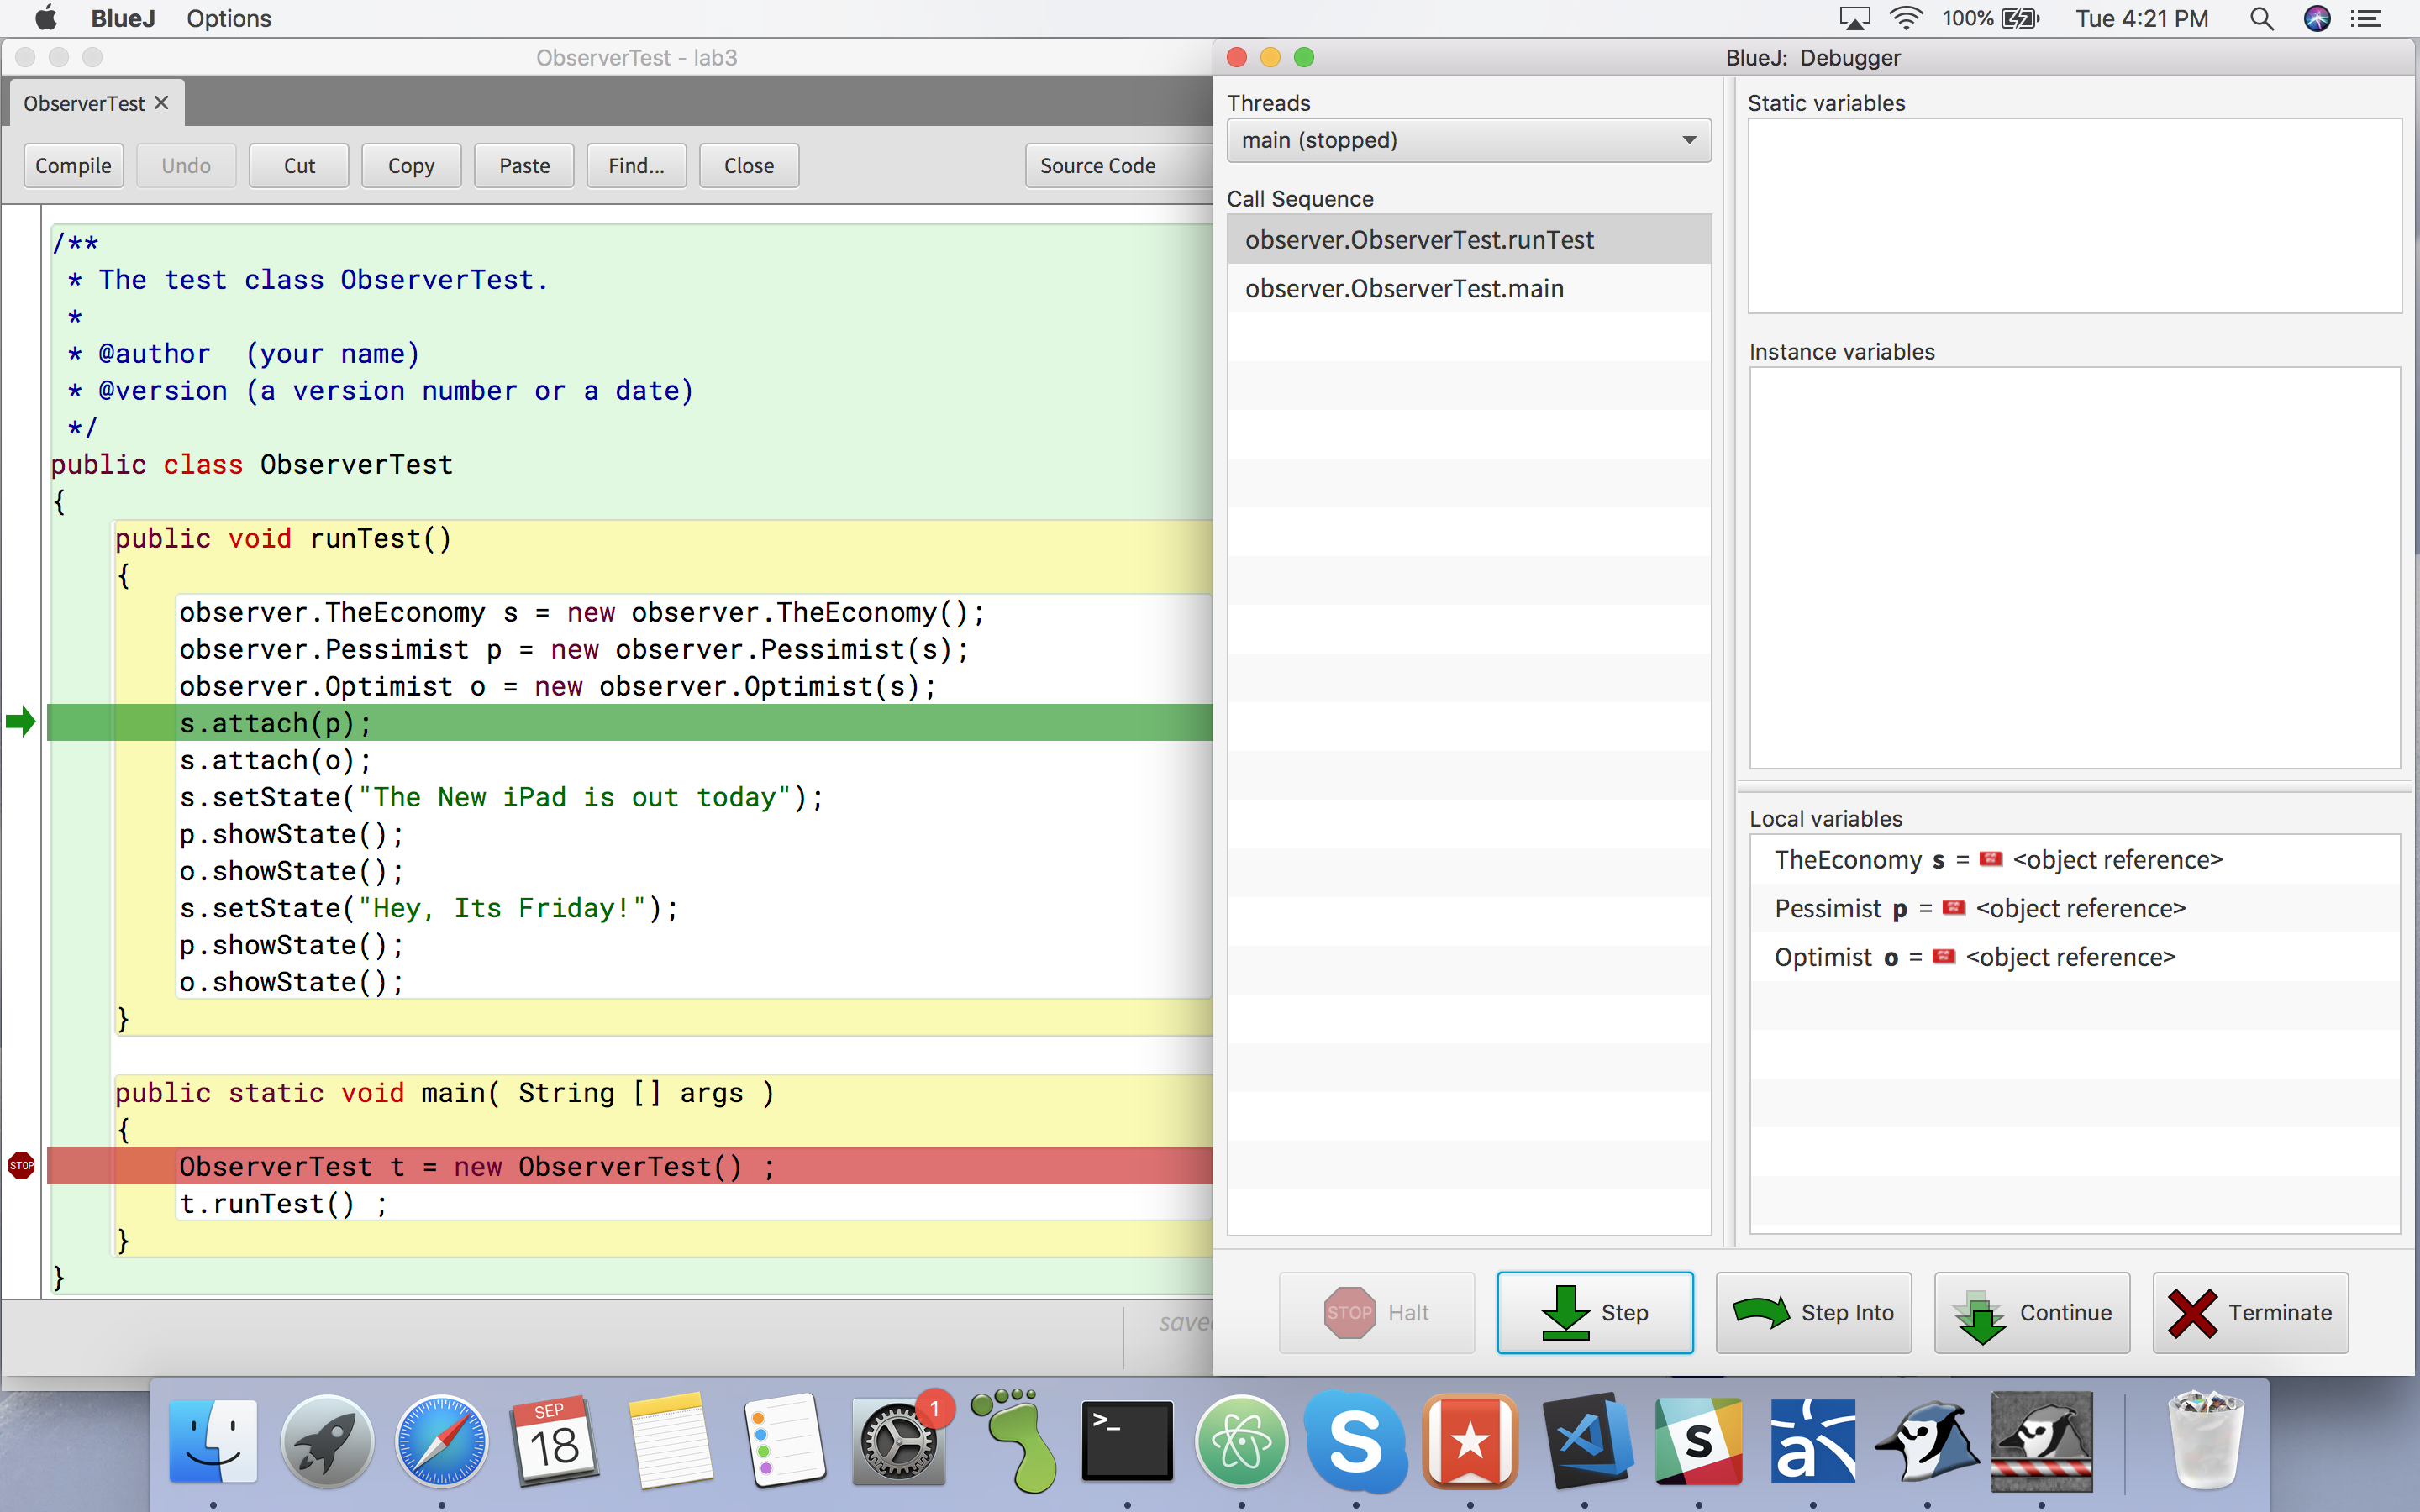 BlueJ Options 100% Tue 4:21 PM
ObserverTest - lab3
ObserverTest
Compile Undo Cut Copy Paste Find... Close Source Code
/**
* The test class ObserverTest.
*
* @author (your name)
* @version (a version number or a date)
*/
public class ObserverTest
{
public void runTest()
{
observer.TheEconomy s = new observer.TheEconomy();
observer.Pessimist p = new observer.Pessimist(s);
observer.Optimist o = new observer.Optimist(s);
s.attach(p);
s.attach(o);
s.setState("The New iPad is out today");
p.showState();
o.showState();
s.setState("Hey, Its Friday!");
p.showState();
o.showState();
}
public static void main( String [] args )
{
STOP ObserverTest t = new ObserverTest() ;
t.runTest() ;
}
}
save
BlueJ: Debugger
Threads
main (stopped)
Call Sequence
observer.ObserverTest.runTest
observer.ObserverTest.main
Static variables
Instance variables
Local variables
TheEconomy s = <object reference>
Pessimist p = <object reference>
Optimist o = <object reference>
STOP Halt Step Step Into Continue Terminate
SEP
18
1
>_
S
S
a